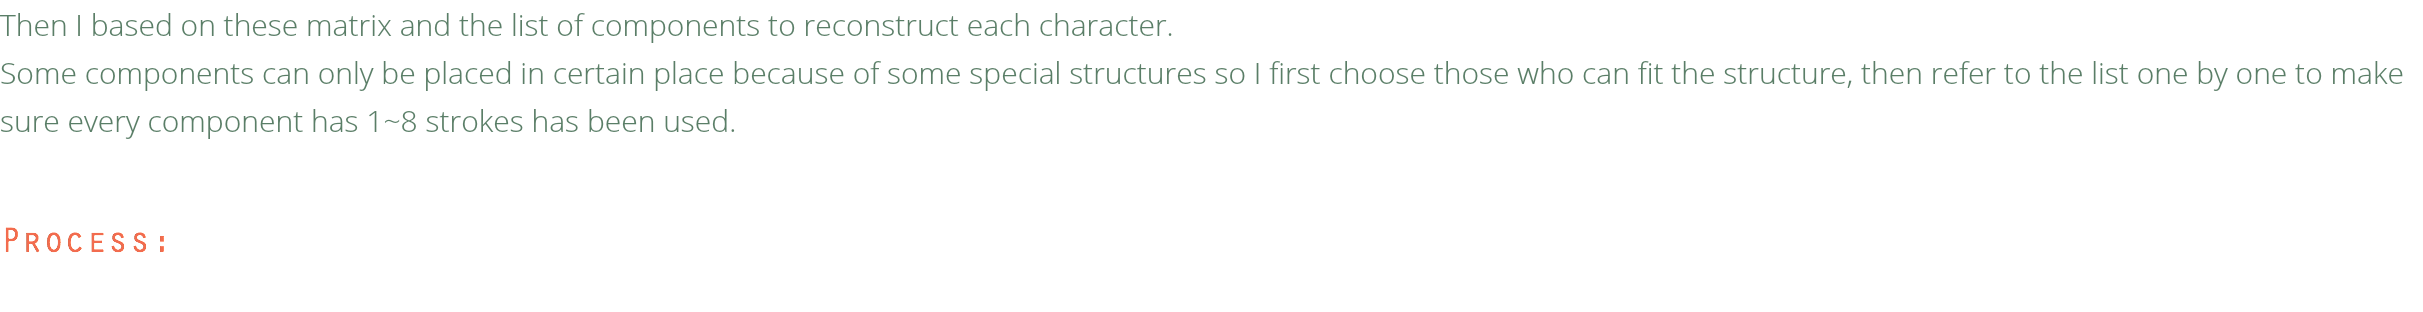 Then I based on these matrix and the list of components to reconstruct each character.
Some components can only be placed in certain place because of some special structures so I first choose those who can fit the structure, then refer to the list one by one to make
sure every component has 1~8 strokes has been used.
Process: